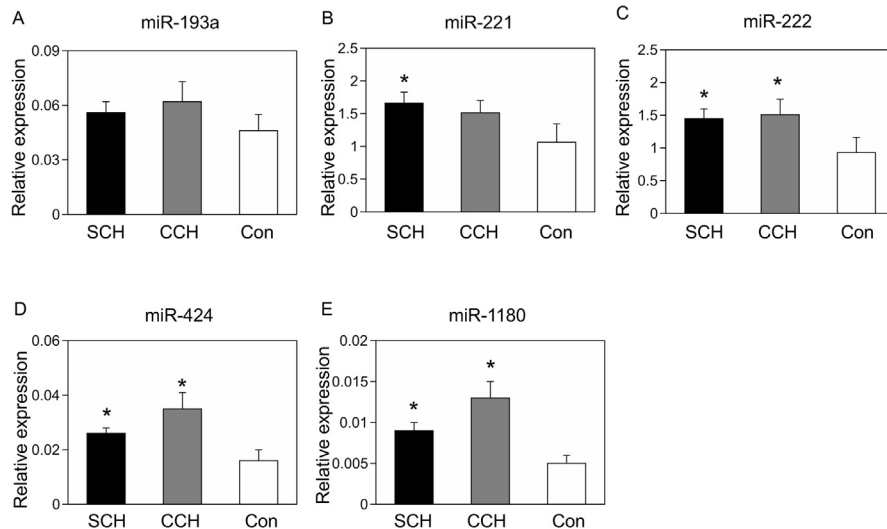 A
miR-193a
Relative expression
0.09
0.06
0.03
0
SCH CCH Con
B
miR-221
Relative expression
2.5
2
1.5
1
0.5
0
*
SCH CCH Con
C
miR-222
Relative expression
2.5
2
1.5
1
0.5
0
* *
SCH CCH Con
D
miR-424
Relative expression
0.06
0.04
0.02
0
* *
SCH CCH Con
E
miR-1180
Relative expression
0.02
0.015
0.01
0.005
0
* *
SCH CCH Con